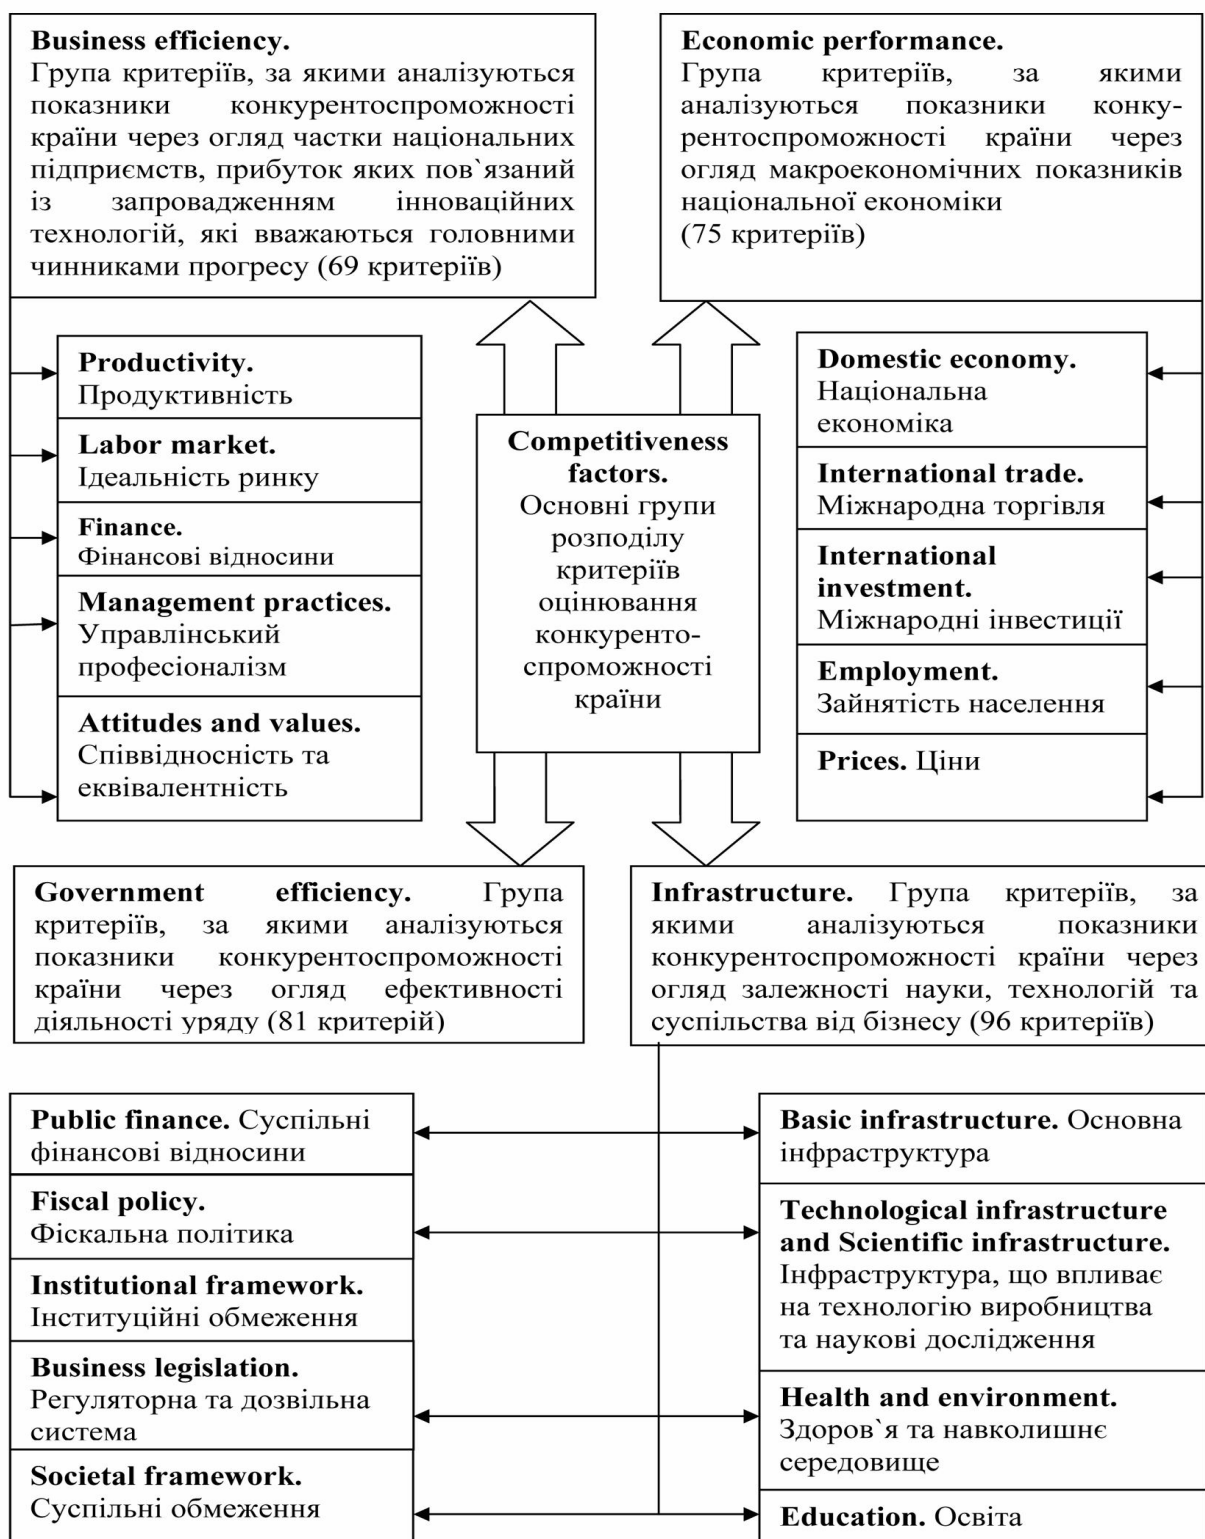 Business efficiency.
Група критеріїв, за якими аналізуються
показники конкурентоспроможності
країни через огляд частки національних
підприємств, прибуток яких пов`язаний
із запровадженням інноваційних
технологій, які вважаються головними
чинниками прогресу (69 критеріїв)
Economic performance.
Група критеріїв, за якими
аналізуються показники конку-
рентоспроможності країни через
огляд макроекономічних показників
національної економіки
(75 критеріїв)
Productivity.
Продуктивність
Labor market.
Ідеальність ринку
Finance.
Фінансові відносини
Management practices.
Управлінський
професіоналізм
Attitudes and values.
Співвідносність та
еквівалентність
Competitiveness
factors.
Основні групи
розподілу
критеріїв
оцінювання
конкуренто-
спроможності
країни
Domestic economy.
Національна
економіка
International trade.
Міжнародна торгівля
International
investment.
Міжнародні інвестиції
Employment.
Зайнятість населення
Prices. Ціни
Government efficiency. Група
критеріїв, за якими аналізуються
показники конкурентоспроможності
країни через огляд ефективності
діяльності уряду (81 критерій)
Infrastructure. Група критеріїв, за
якими аналізуються показники
конкурентоспроможності країни через
огляд залежності науки, технологій та
суспільства від бізнесу (96 критеріїв)
Public finance. Суспільні
фінансові відносини
Fiscal policy.
Фіскальна політика
Institutional framework.
Інституційні обмеження
Business legislation.
Регуляторна та дозвільна
система
Societal framework.
Суспільні обмеження
Basic infrastructure. Основна
інфраструктура
Technological infrastructure
and Scientific infrastructure.
Інфраструктура, що впливає
на технологію виробництва
та наукові дослідження
Health and environment.
Здоров`я та навколишнє
середовище
Education. Освіта